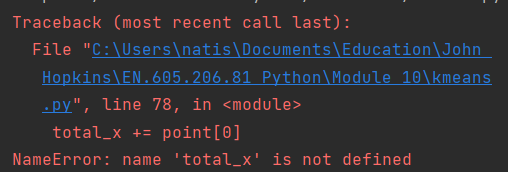 Traceback (most recent call last):
File "C:\Users\natis\Documents\Education\John
Hopkins\EN.605.206.81 Python\Module 10\kmeans
.py", line 78, in <module>
total_x += point[0]
NameError: name 'total_x' is not defined